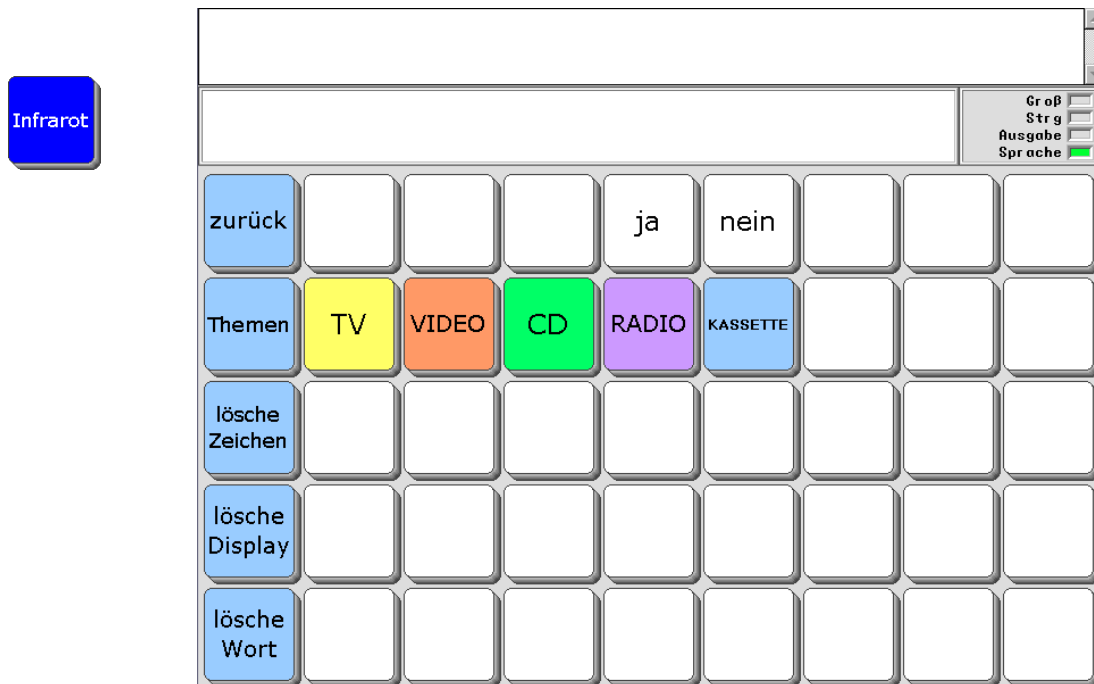 Infrarot
Groß
Strg
Ausgabe
Sprache
zurück
ja
nein
Themen
TV
VIDEO
CD
RADIO
KASSETTE
lösche
Zeichen
lösche
Display
lösche
Wort